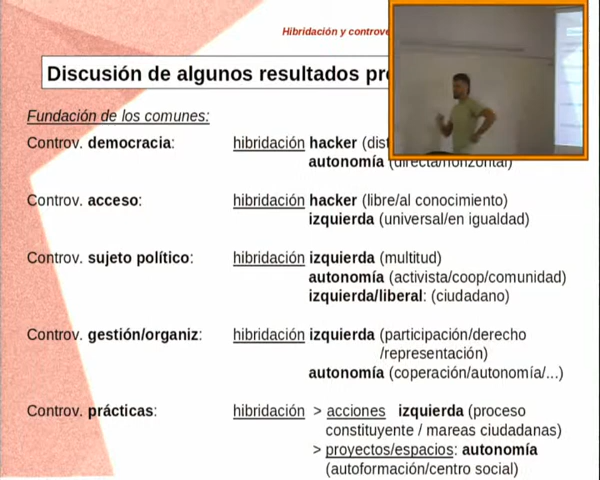 Hibridación y controve
Discusión de algunos resultados pr
Fundación de los comunes:
Controv. democracia: hibridación hacker (dist
autonomía (directa/horizontal)
Controv. acceso: hibridación hacker (libre/al conocimiento)
izquierda (universal/en igualdad)
Controv. sujeto político: hibridación izquierda (multitud)
autonomía (activista/coop/comunidad)
izquierda/liberal: (ciudadano)
Controv. gestión/organiz: hibridación izquierda (participación/derecho
/representación)
autonomía (coperación/autonomía/...)
Controv. prácticas: hibridación > acciones izquierda (proceso
constituyente / mareas ciudadanas)
> proyectos/espacios: autonomía
(autoformación/centro social)